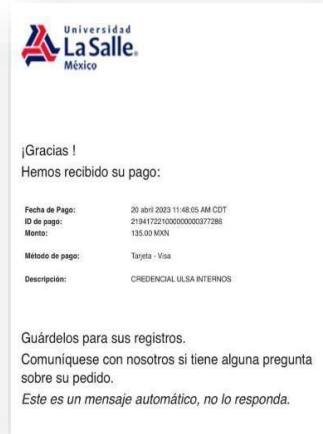 Universidad
La Salle®
México
¡Gracias !
Hemos recibido su pago:
Fecha de Pago: 20 abril 2023 11:48:05 AM CDT
ID de pago: 219417221000000000377286
Monto: 135.00 MXN
Método de pago: Tarjeta - Visa
Descripción: CREDENCIAL ULSA INTERNOS
Guárdelos para sus registros.
Comuníquese con nosotros si tiene alguna pregunta
sobre su pedido.
Este es un mensaje automático, no lo responda.